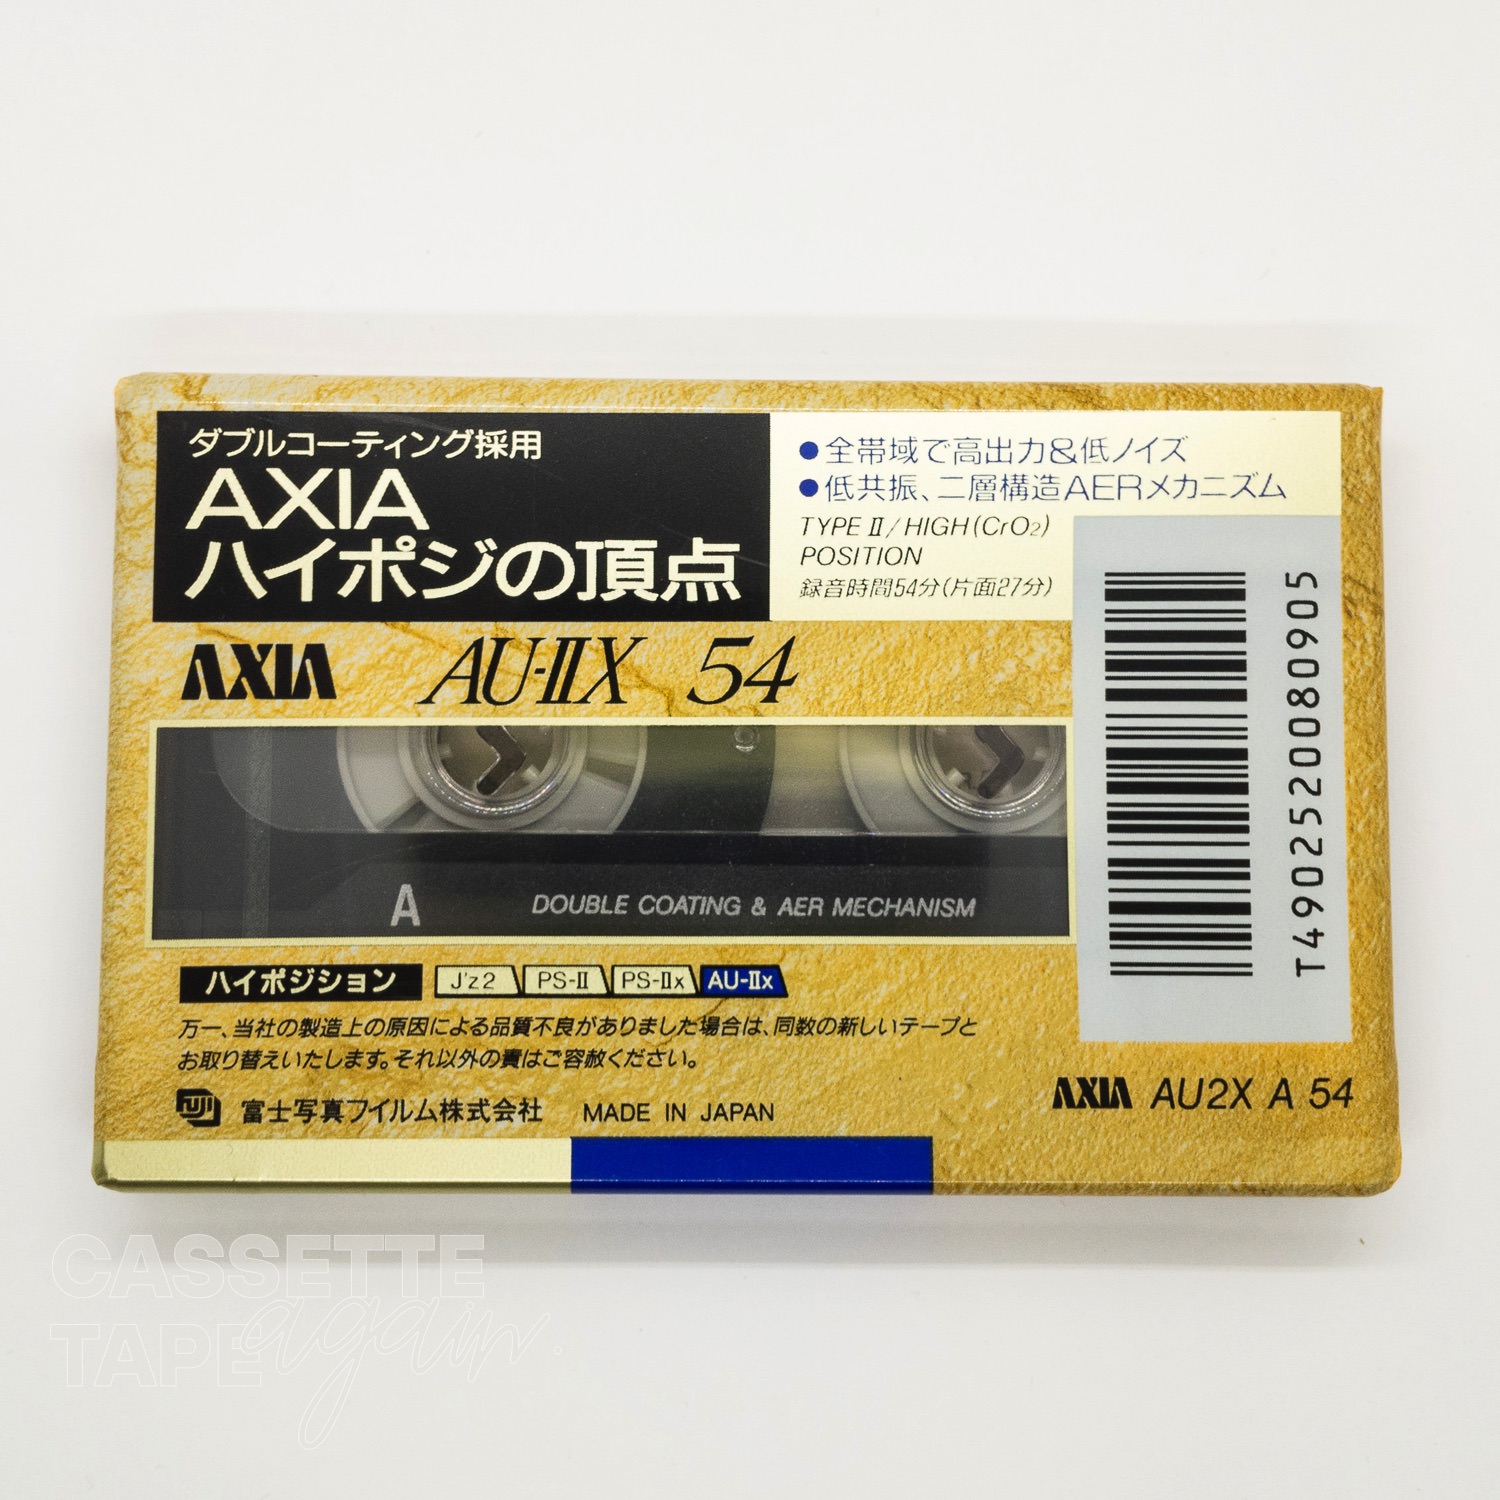 ダブルコーティング採用
AXIA
ハイポジの頂点
●全帯域で高出力&低ノイズ
●低共振、二層構造AERメカニズム
TYPE II/HIGH(CrO2)
POSITION
録音時間54分(片面27分)
AXIA AU-IIX 54
A DOUBLE COATING & AER MECHANISM
T4902520080905
ハイポジション J'z2 PS-II PS-IIx AU-IIx
万一、当社の製造上の原因による品質不良がありました場合は、同数の新しいテープと
お取り替えいたします。それ以外の責はご容赦ください。
FUJI 富士写真フイルム株式会社 MADE IN JAPAN
AXIA AU2X A 54
CASSETTE
TAPE again.